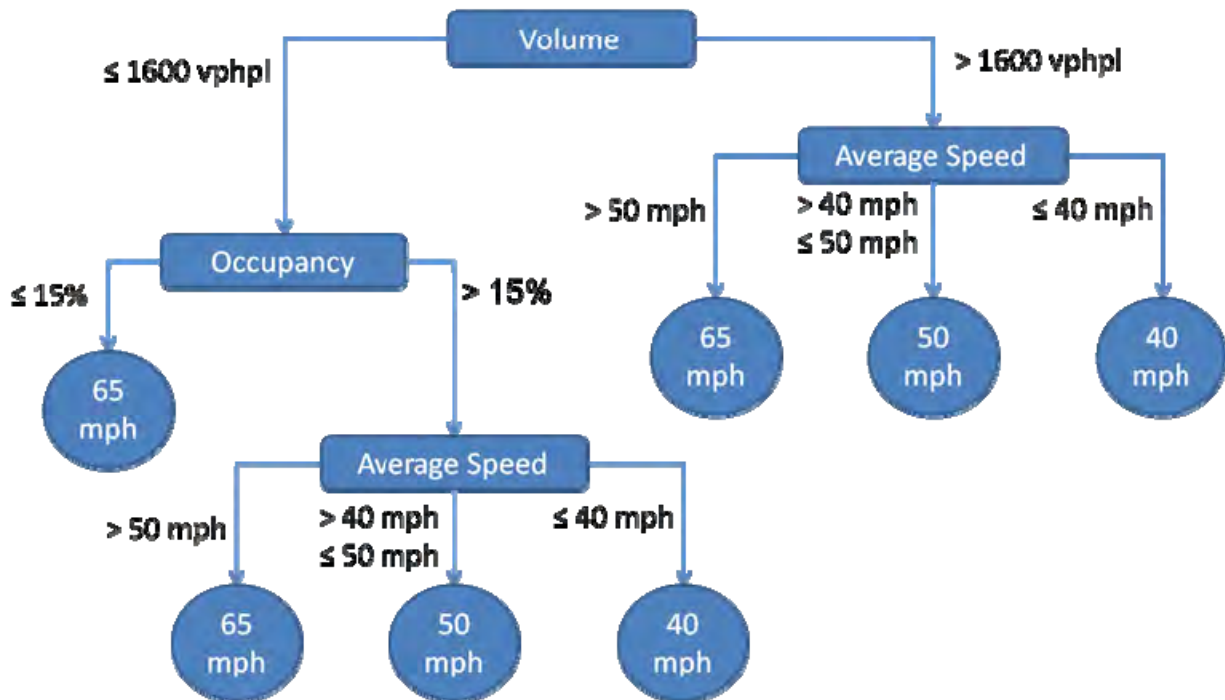 Volume
≤ 1600 vphpl
> 1600 vphpl
Average Speed
> 50 mph
> 40 mph
≤ 50 mph
≤ 40 mph
Occupancy
≤ 15%
> 15%
65
mph
50
mph
40
mph
65
mph
Average Speed
> 50 mph
> 40 mph
≤ 50 mph
≤ 40 mph
65
mph
50
mph
40
mph